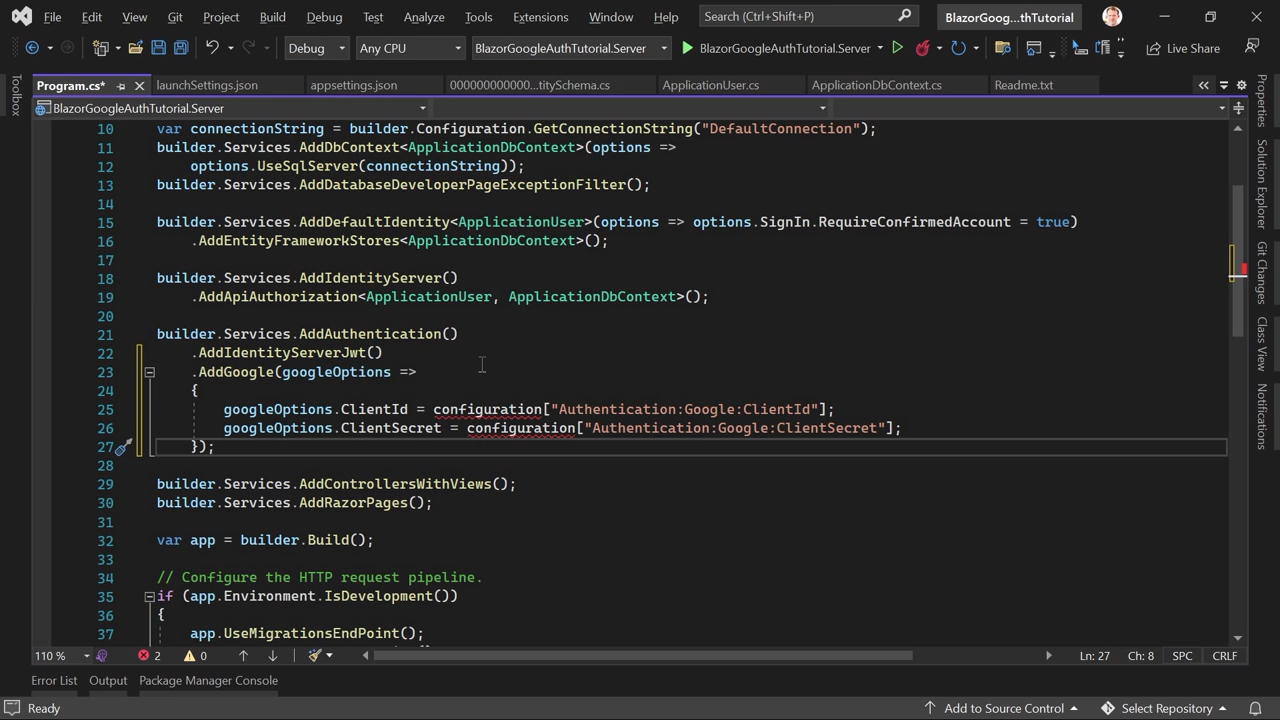 File Edit View Git Project Build Debug Test Analyze Tools Extensions Window Help Search (Ctrl+Shift+P) BlazorGoog...thTutorial
Debug Any CPU BlazorGoogleAuthTutorial.Server BlazorGoogleAuthTutorial.Server Live Share
Program.cs* launchSettings.json appsettings.json 000000000000...titySchema.cs ApplicationUser.cs ApplicationDbContext.cs Readme.txt
BlazorGoogleAuthTutorial.Server
Toolbox
10 var connectionString = builder.Configuration.GetConnectionString("DefaultConnection");
11 builder.Services.AddDbContext<ApplicationDbContext>(options =>
12 options.UseSqlServer(connectionString));
13 builder.Services.AddDatabaseDeveloperPageExceptionFilter();
14
15 builder.Services.AddDefaultIdentity<ApplicationUser>(options => options.SignIn.RequireConfirmedAccount = true)
16 .AddEntityFrameworkStores<ApplicationDbContext>();
17
18 builder.Services.AddIdentityServer()
19 .AddApiAuthorization<ApplicationUser, ApplicationDbContext>();
20
21 builder.Services.AddAuthentication()
22 .AddIdentityServerJwt()
23 .AddGoogle(googleOptions =>
24 {
25 googleOptions.ClientId = configuration["Authentication:Google:ClientId"];
26 googleOptions.ClientSecret = configuration["Authentication:Google:ClientSecret"];
27 });
28
29 builder.Services.AddControllersWithViews();
30 builder.Services.AddRazorPages();
31
32 var app = builder.Build();
33
34 // Configure the HTTP request pipeline.
35 if (app.Environment.IsDevelopment())
36 {
37 app.UseMigrationsEndPoint();
Properties
Solution Explorer
Git Changes
Class View
Notifications
110 % 2 0 Ln: 27 Ch: 8 SPC CRLF
Error List Output Package Manager Console
Ready Add to Source Control Select Repository